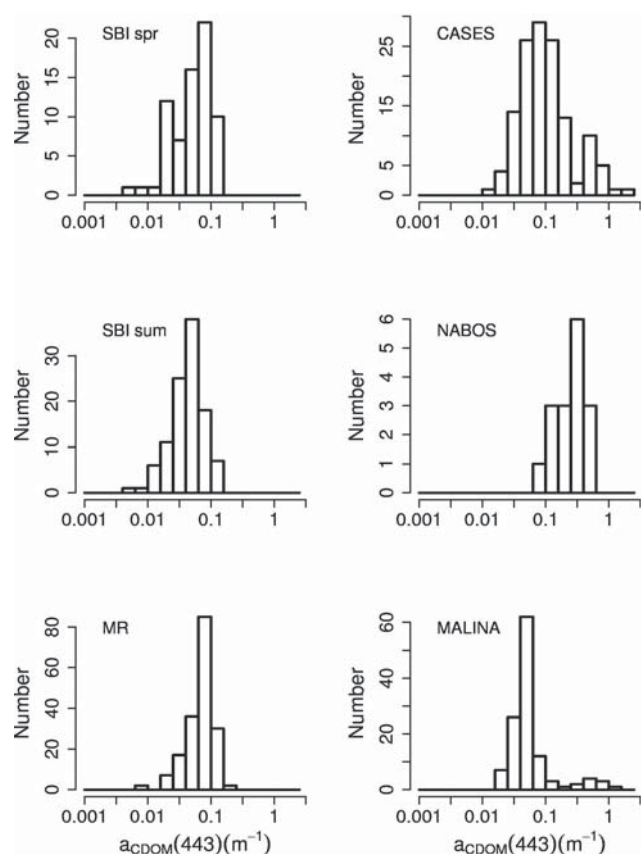 SBI spr
Number
0 5 10 15 20
0.001 0.01 0.1 1
CASES
Number
0 5 15 25
0.001 0.01 0.1 1
SBI sum
Number
0 10 20 30
0.001 0.01 0.1 1
NABOS
Number
0 1 2 3 4 5 6
0.001 0.01 0.1 1
MR
Number
0 20 40 60 80
0.001 0.01 0.1 1
aCDOM(443)(m⁻¹)
MALINA
Number
0 20 40 60
0.001 0.01 0.1 1
aCDOM(443)(m⁻¹)